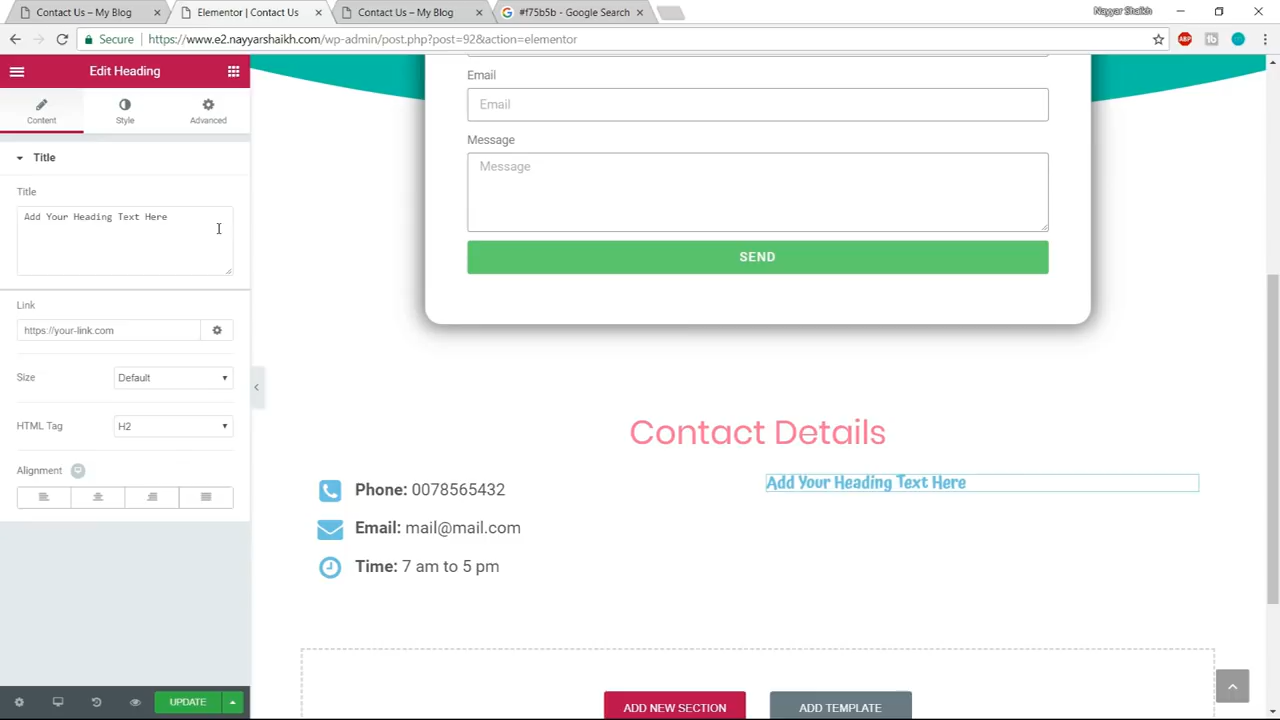 Contact Us – My Blog
Elementor | Contact Us
Contact Us – My Blog
#f75b5b - Google Search
Nayyar Shaikh
Secure
https://www.e2.nayyarshaikh.com/wp-admin/post.php?post=92&action=elementor
ABP
tb
Edit Heading
Content
Style
Advanced
Title
Title
Add Your Heading Text Here
Link
https://your-link.com
Size
Default
HTML Tag
H2
Alignment
UPDATE
Email
Email
Message
Message
SEND
Contact Details
Phone: 0078565432
Email: mail@mail.com
Time: 7 am to 5 pm
Add Your Heading Text Here
ADD NEW SECTION
ADD TEMPLATE